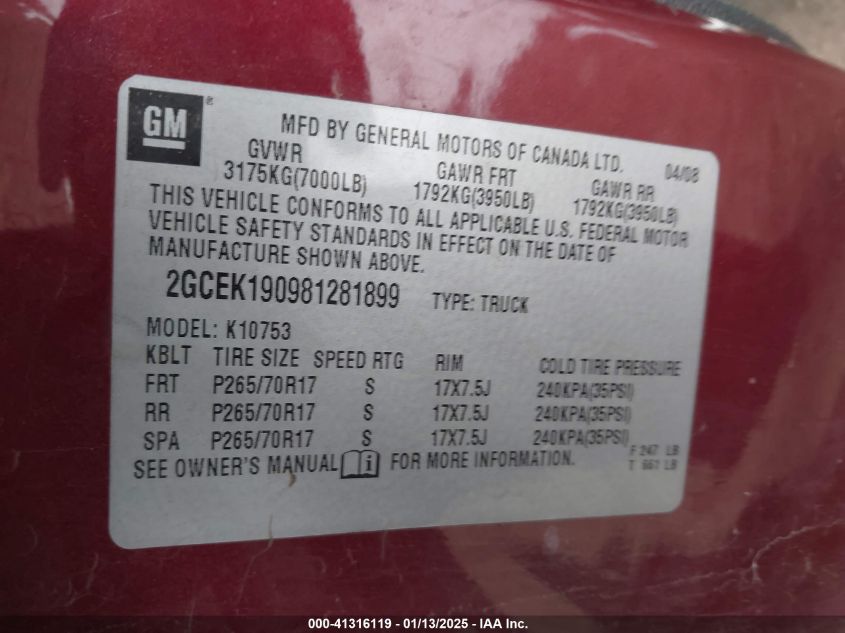 GM ®
MFD BY GENERAL MOTORS OF CANADA LTD. 04/08
GVWR GAWR FRT GAWR RR
3175KG(7000LB) 1792KG(3950LB) 1792KG(3950LB)
THIS VEHICLE CONFORMS TO ALL APPLICABLE U.S. FEDERAL MOTOR
VEHICLE SAFETY STANDARDS IN EFFECT ON THE DATE OF
MANUFACTURE SHOWN ABOVE.
2GCEK190981281899 TYPE: TRUCK
MODEL: K10753
KBLT TIRE SIZE SPEED RTG RIM COLD TIRE PRESSURE
FRT P265/70R17 S 17X7.5J 240KPA(35PSI)
RR P265/70R17 S 17X7.5J 240KPA(35PSI)
SPA P265/70R17 S 17X7.5J 240KPA(35PSI)
F 247 LB
SEE OWNER'S MANUAL i FOR MORE INFORMATION. T 661 LB
000-41316119 — 01/13/2025 — IAA Inc.